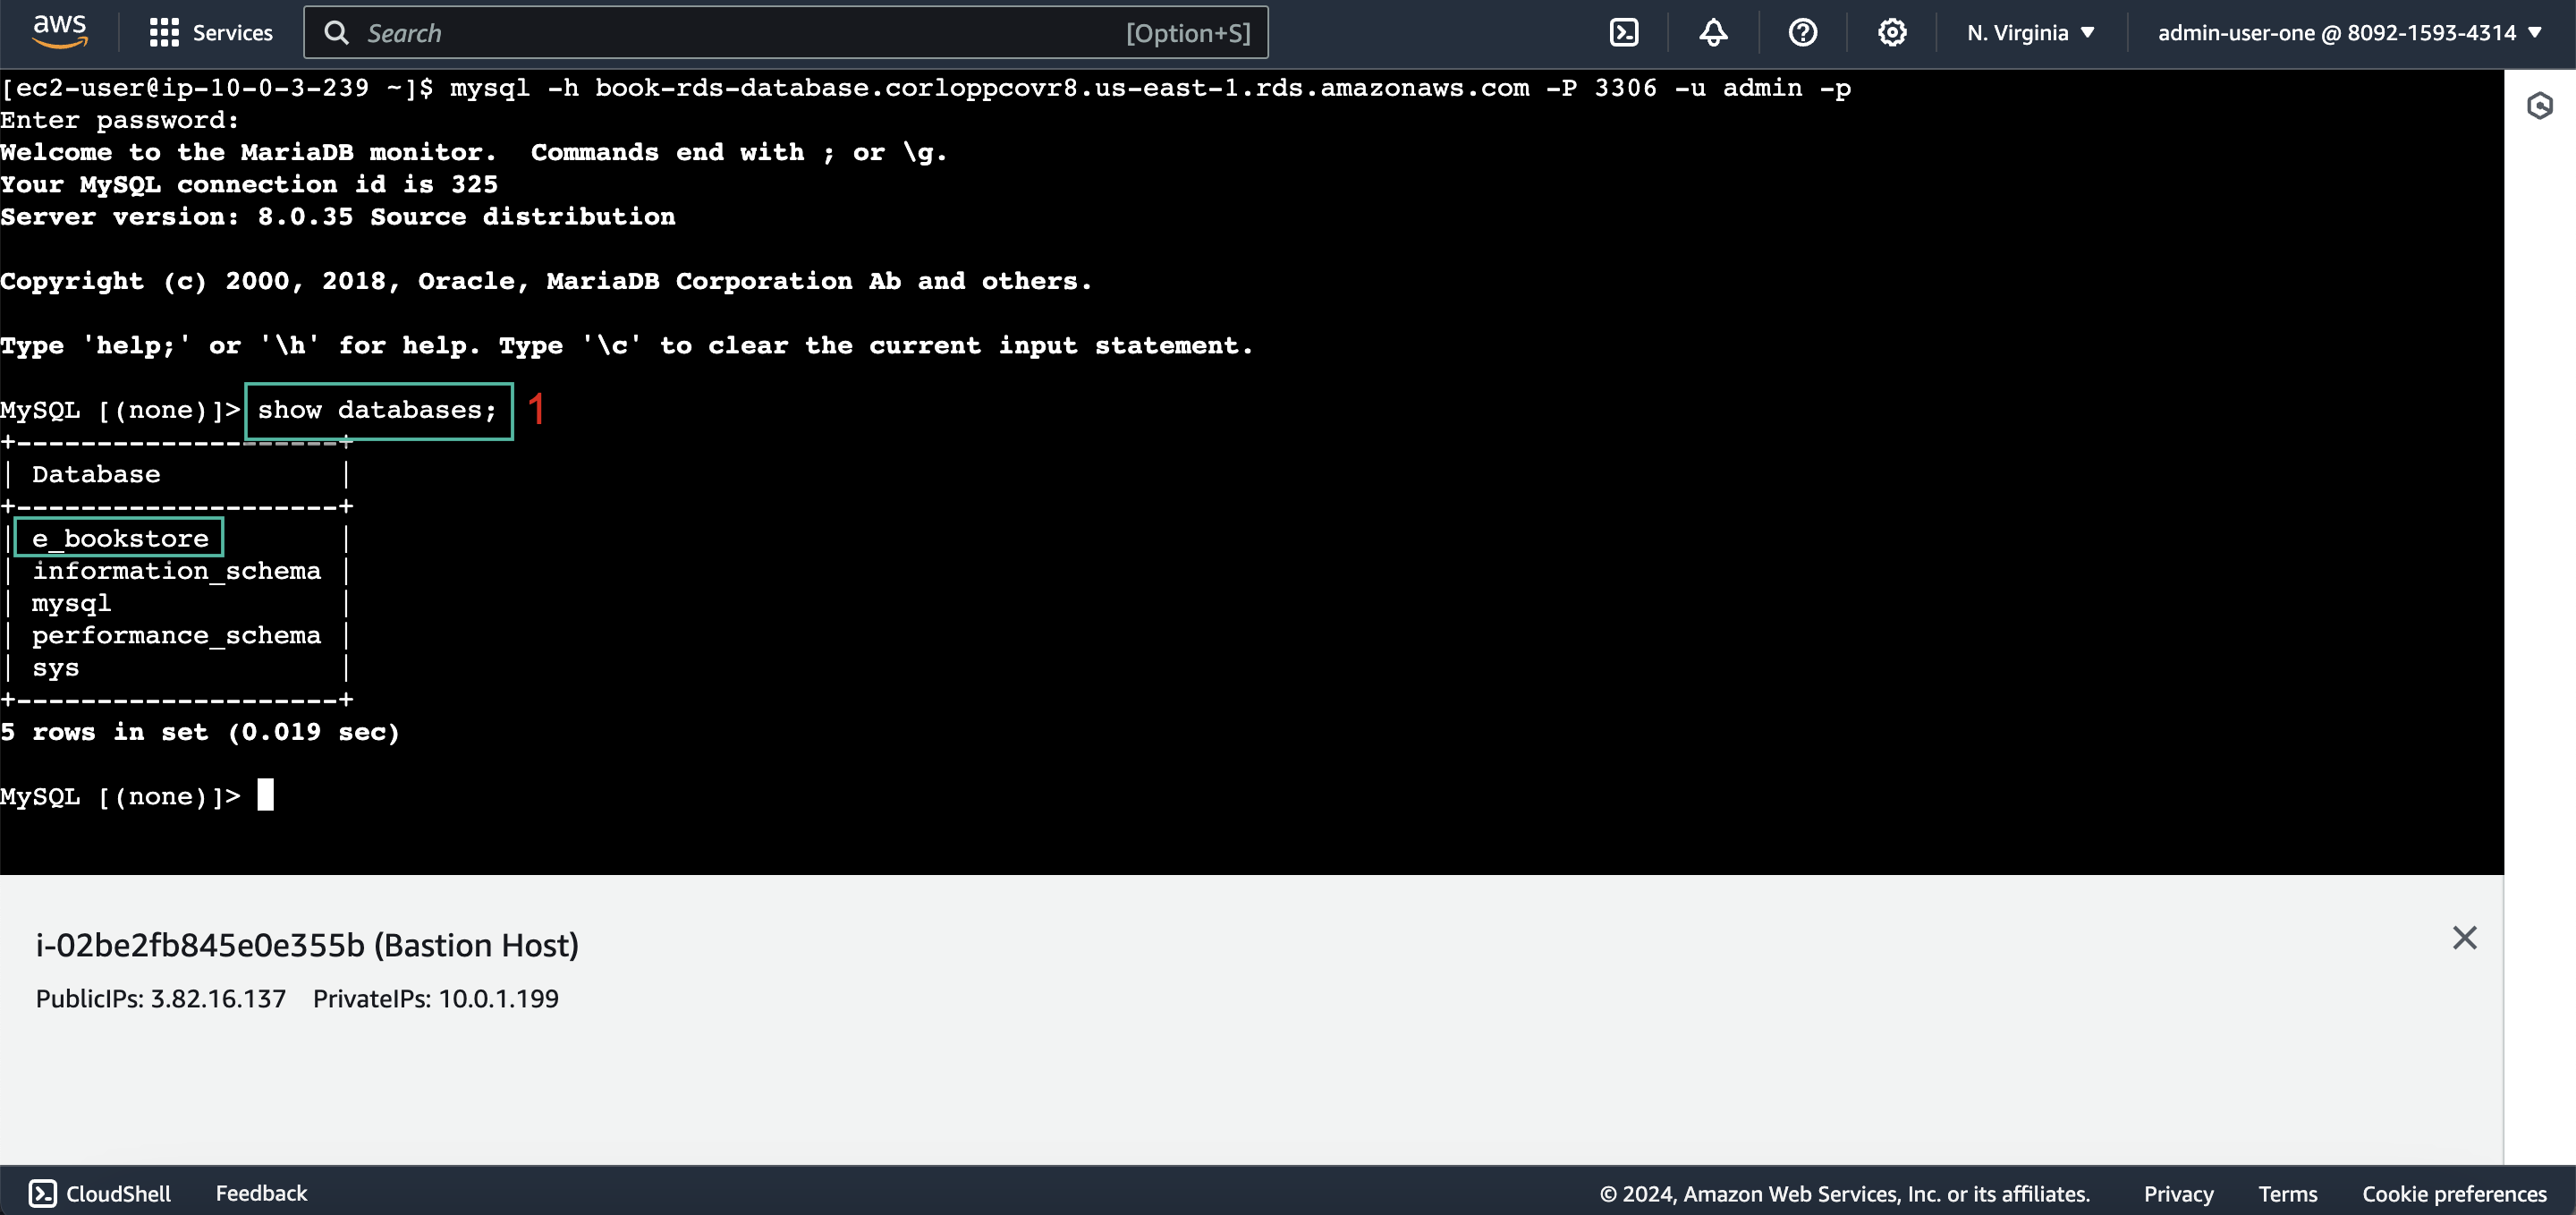 aws Services Search [Option+S] N. Virginia ▼ admin-user-one @ 8092-1593-4314 ▼
[ec2-user@ip-10-0-3-239 ~]$ mysql -h book-rds-database.corloppcovr8.us-east-1.rds.amazonaws.com -P 3306 -u admin -p
Enter password:
Welcome to the MariaDB monitor.  Commands end with ; or \g.
Your MySQL connection id is 325
Server version: 8.0.35 Source distribution
Copyright (c) 2000, 2018, Oracle, MariaDB Corporation Ab and others.
Type 'help;' or '\h' for help. Type '\c' to clear the current input statement.
MySQL [(none)]> show databases; 1
+--------------------+
| Database           |
+--------------------+
| e_bookstore        |
| information_schema |
| mysql              |
| performance_schema |
| sys                |
+--------------------+
5 rows in set (0.019 sec)
MySQL [(none)]>
i-02be2fb845e0e355b (Bastion Host)
PublicIPs: 3.82.16.137 PrivateIPs: 10.0.1.199
CloudShell Feedback © 2024, Amazon Web Services, Inc. or its affiliates. Privacy Terms Cookie preferences